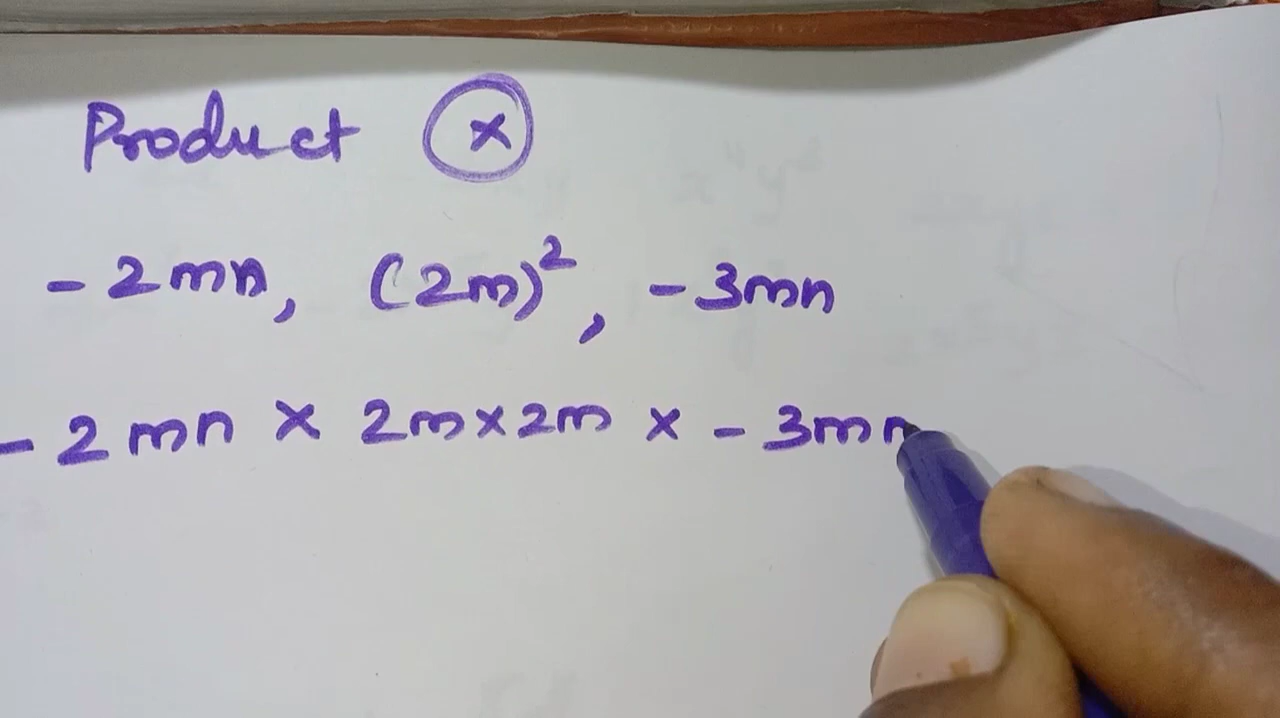 Product ×
- 2mn, (2m)², - 3mn
- 2mn × 2m × 2m × - 3mn